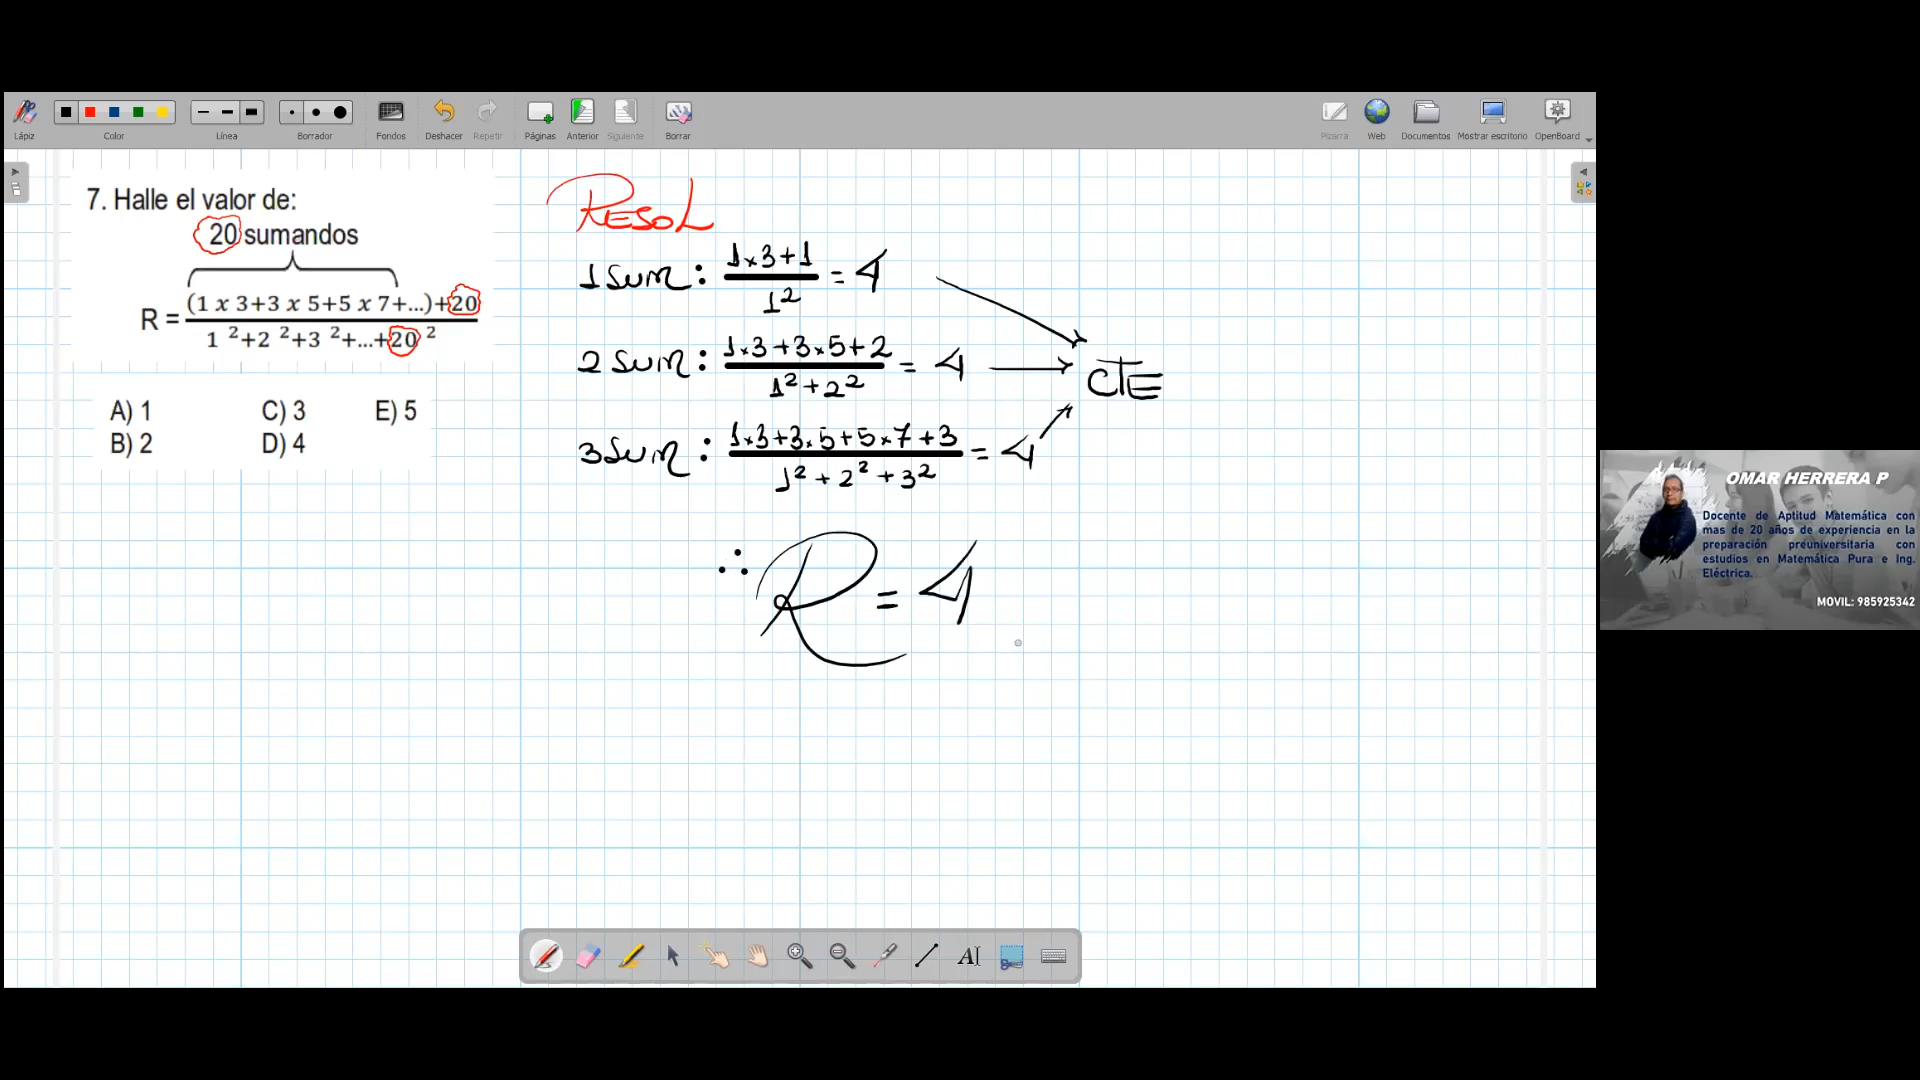 Lápiz
Color
Línea
Borrador
Fondos
Deshacer
Repetir
Páginas
Anterior
Siguiente
Borrar
Pizarra
Web
Documentos
Mostrar escritorio
OpenBoard
7. Halle el valor de:
20 sumandos
R = (1 x 3+3 x 5+5 x 7+...)+20
1 ²+2 ²+3 ²+...+20 ²
A) 1 C) 3 E) 5
B) 2 D) 4
RESOL
1 SUM : 1x3+1 / 1² = 4
2 SUM : 1x3+3x5+2 / 1²+2² = 4
CTE
3 SUM : 1x3+3x5+5x7+3 / 1²+2²+3² = 4
∴ R = 4
OMAR HERRERA P
Docente de Aptitud Matemática con
mas de 20 años de experiencia en la
preparación preuniversitaria con
estudios en Matemática Pura e Ing.
Eléctrica.
MOVIL: 985925342
AI